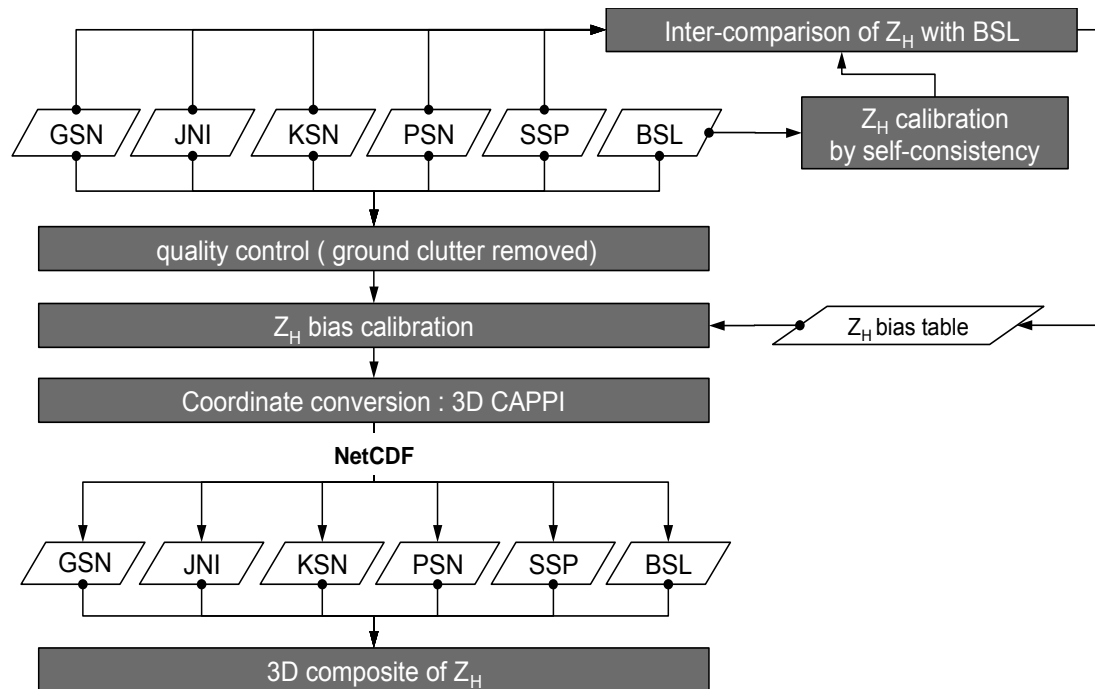 Inter-comparison of Z_H with BSL
GSN JNI KSN PSN SSP BSL
Z_H calibration
by self-consistency
quality control ( ground clutter removed)
Z_H bias calibration
Z_H bias table
Coordinate conversion : 3D CAPPI
NetCDF
GSN JNI KSN PSN SSP BSL
3D composite of Z_H